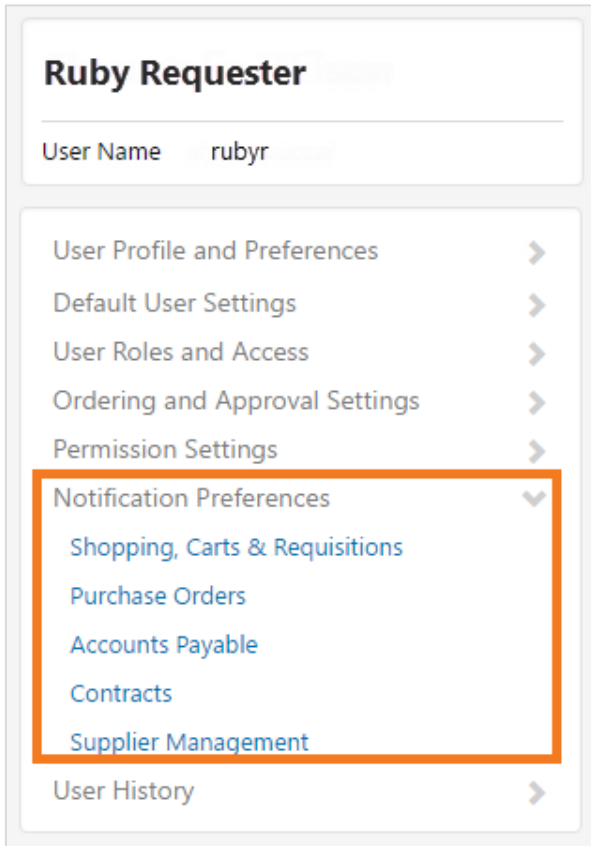 Ruby Requester
User Name rubyr
User Profile and Preferences
Default User Settings
User Roles and Access
Ordering and Approval Settings
Permission Settings
Notification Preferences
Shopping, Carts & Requisitions
Purchase Orders
Accounts Payable
Contracts
Supplier Management
User History